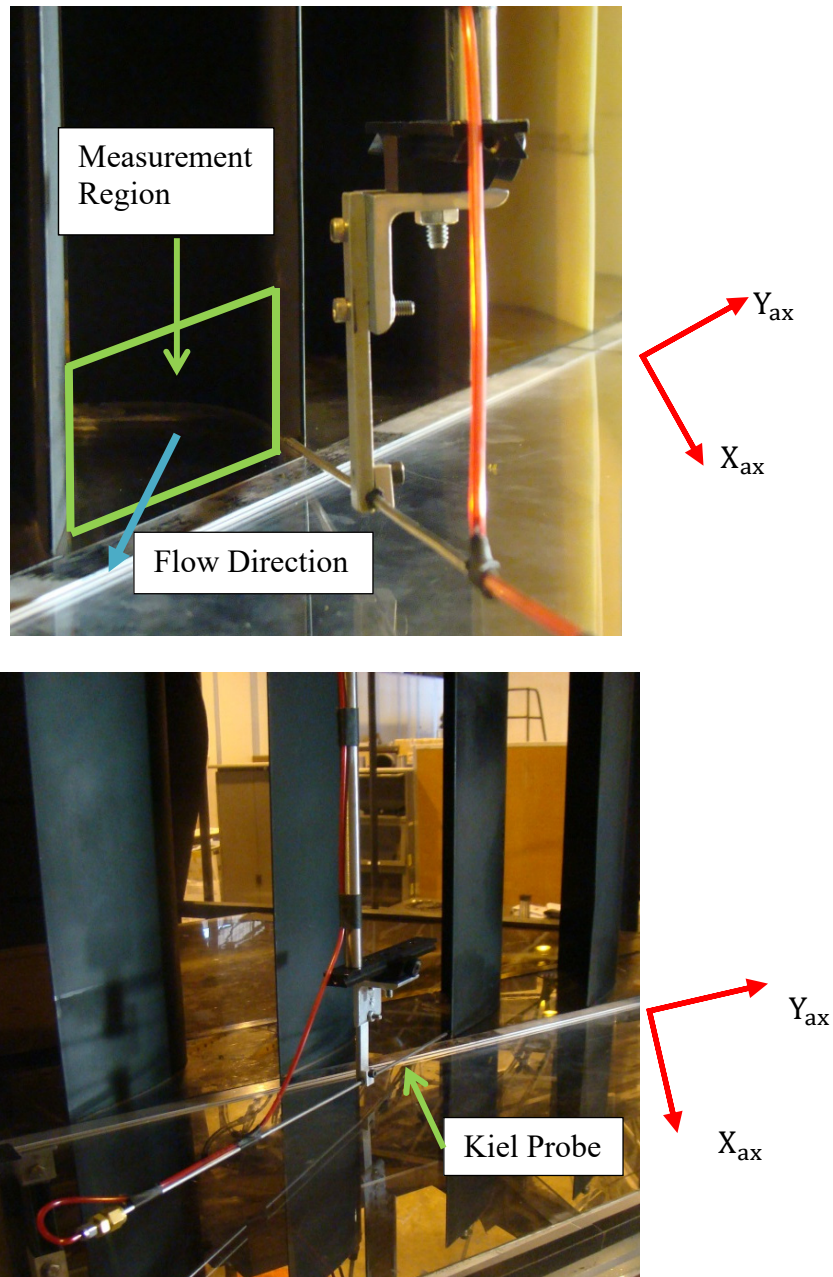 Measurement
Region
Flow Direction
Yax
Xax
Kiel Probe
Yax
Xax